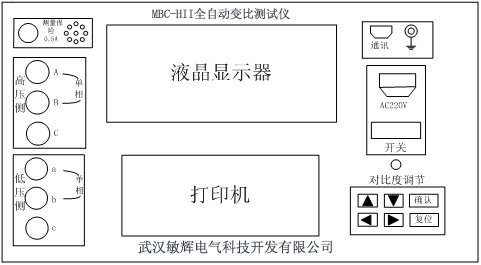 MBC-HII全自动变比测试仪
测量保
险
0.5A
通讯
液晶显示器
高压侧
A
B
C
单相
AC220V
开关
对比度调节
低压侧
a
b
c
单相
打印机
确认
复位
武汉敏辉电气科技开发有限公司